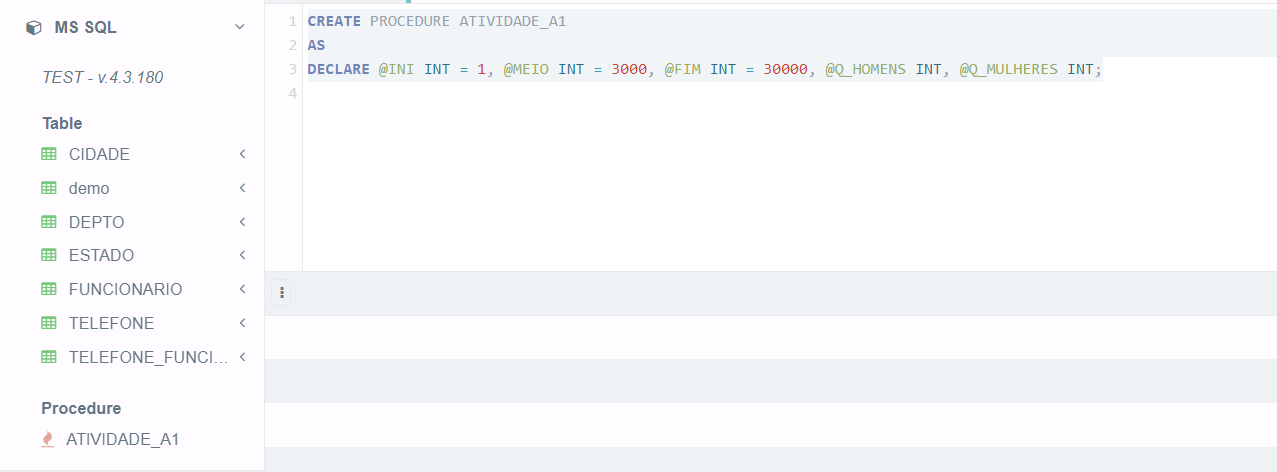 MS SQL
TEST - v.4.3.180
Table
CIDADE
demo
DEPTO
ESTADO
FUNCIONARIO
TELEFONE
TELEFONE_FUNCI...
Procedure
ATIVIDADE_A1
1 CREATE PROCEDURE ATIVIDADE_A1
2 AS
3 DECLARE @INI INT = 1, @MEIO INT = 3000, @FIM INT = 30000, @Q_HOMENS INT, @Q_MULHERES INT;
4